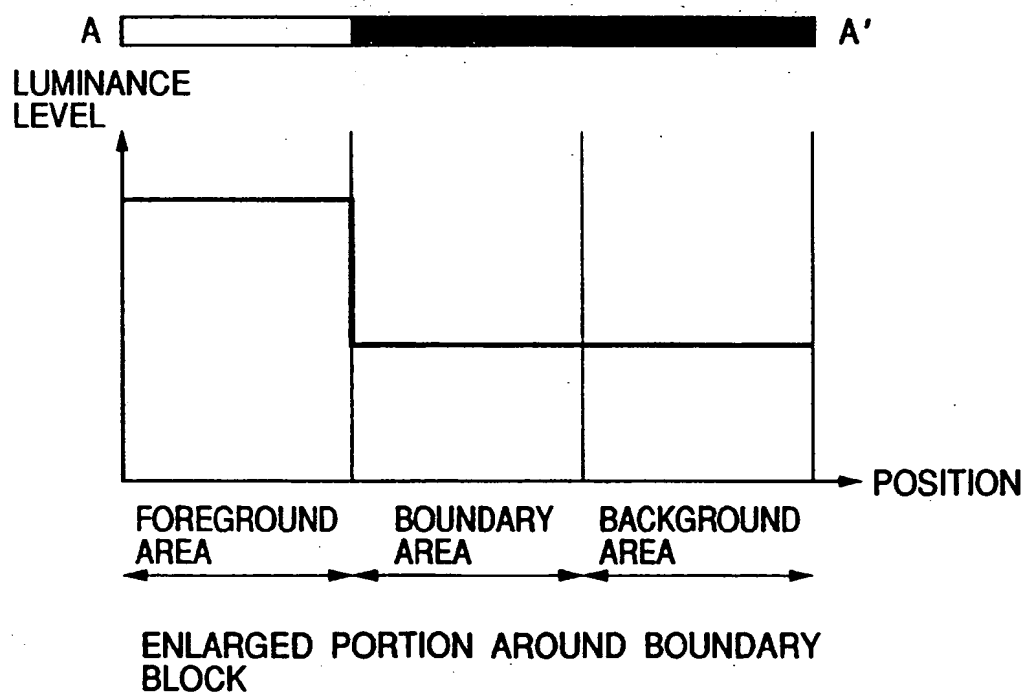 A A'
LUMINANCE
LEVEL
POSITION
FOREGROUND
AREA
BOUNDARY
AREA
BACKGROUND
AREA
ENLARGED PORTION AROUND BOUNDARY
BLOCK